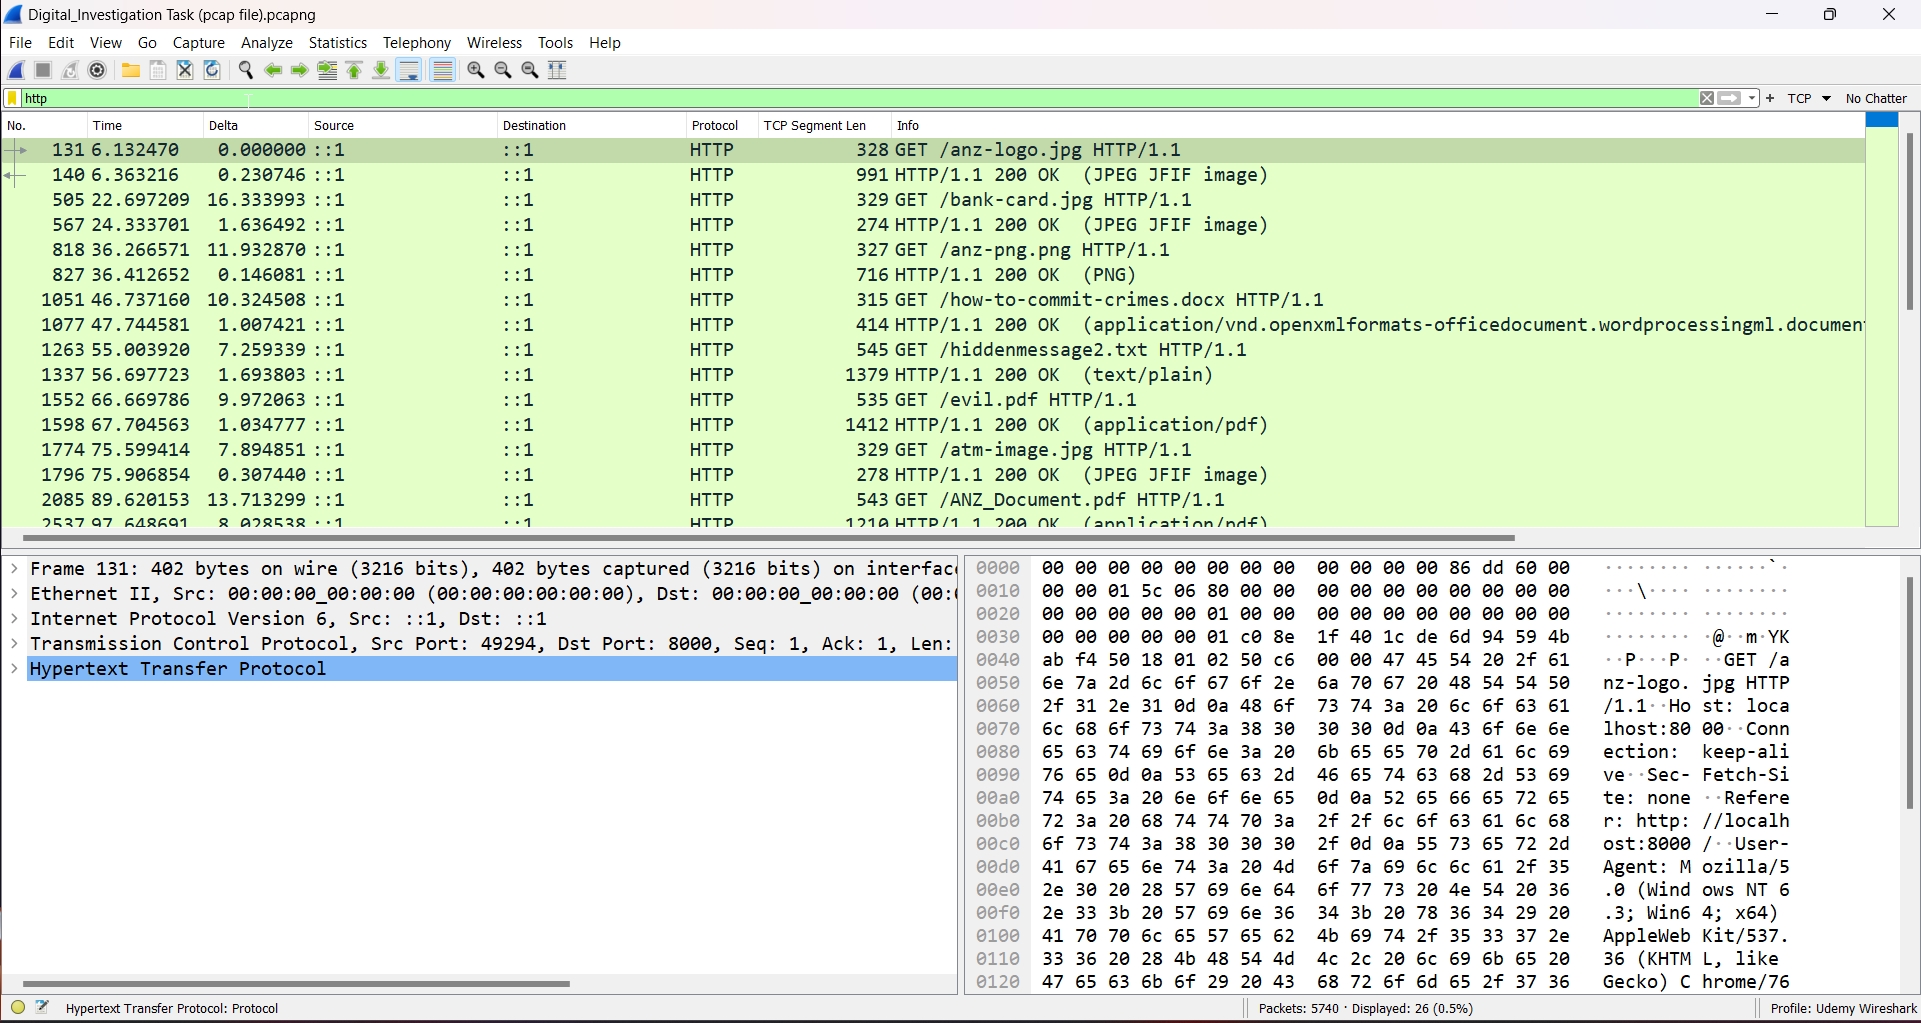 Digital_Investigation Task (pcap file).pcapng
File Edit View Go Capture Analyze Statistics Telephony Wireless Tools Help
http
TCP No Chatter
No. Time Delta Source Destination Protocol TCP Segment Len Info
131 6.132470 0.000000 ::1 ::1 HTTP 328 GET /anz-logo.jpg HTTP/1.1
140 6.363216 0.230746 ::1 ::1 HTTP 991 HTTP/1.1 200 OK (JPEG JFIF image)
505 22.697209 16.333993 ::1 ::1 HTTP 329 GET /bank-card.jpg HTTP/1.1
567 24.333701 1.636492 ::1 ::1 HTTP 274 HTTP/1.1 200 OK (JPEG JFIF image)
818 36.266571 11.932870 ::1 ::1 HTTP 327 GET /anz-png.png HTTP/1.1
827 36.412652 0.146081 ::1 ::1 HTTP 716 HTTP/1.1 200 OK (PNG)
1051 46.737160 10.324508 ::1 ::1 HTTP 315 GET /how-to-commit-crimes.docx HTTP/1.1
1077 47.744581 1.007421 ::1 ::1 HTTP 414 HTTP/1.1 200 OK (application/vnd.openxmlformats-officedocument.wordprocessingml.documen
1263 55.003920 7.259339 ::1 ::1 HTTP 545 GET /hiddenmessage2.txt HTTP/1.1
1337 56.697723 1.693803 ::1 ::1 HTTP 1379 HTTP/1.1 200 OK (text/plain)
1552 66.669786 9.972063 ::1 ::1 HTTP 535 GET /evil.pdf HTTP/1.1
1598 67.704563 1.034777 ::1 ::1 HTTP 1412 HTTP/1.1 200 OK (application/pdf)
1774 75.599414 7.894851 ::1 ::1 HTTP 329 GET /atm-image.jpg HTTP/1.1
1796 75.906854 0.307440 ::1 ::1 HTTP 278 HTTP/1.1 200 OK (JPEG JFIF image)
2085 89.620153 13.713299 ::1 ::1 HTTP 543 GET /ANZ_Document.pdf HTTP/1.1
2537 97.648691 8.028538 ::1 ::1 HTTP 1210 HTTP/1.1 200 OK (application/pdf)
Frame 131: 402 bytes on wire (3216 bits), 402 bytes captured (3216 bits) on interfac
Ethernet II, Src: 00:00:00_00:00:00 (00:00:00:00:00:00), Dst: 00:00:00_00:00:00 (00:
Internet Protocol Version 6, Src: ::1, Dst: ::1
Transmission Control Protocol, Src Port: 49294, Dst Port: 8000, Seq: 1, Ack: 1, Len:
Hypertext Transfer Protocol
0000 00 00 00 00 00 00 00 00 00 00 00 00 86 dd 60 00 ········ ······`·
0010 00 00 01 5c 06 80 00 00 00 00 00 00 00 00 00 00 ···\···· ········
0020 00 00 00 00 00 01 00 00 00 00 00 00 00 00 00 00 ········ ········
0030 00 00 00 00 00 01 c0 8e 1f 40 1c de 6d 94 59 4b ········ ·@··m·YK
0040 ab f4 50 18 01 02 50 c6 00 00 47 45 54 20 2f 61 ··P···P· ··GET /a
0050 6e 7a 2d 6c 6f 67 6f 2e 6a 70 67 20 48 54 54 50 nz-logo. jpg HTTP
0060 2f 31 2e 31 0d 0a 48 6f 73 74 3a 20 6c 6f 63 61 /1.1··Ho st: loca
0070 6c 68 6f 73 74 3a 38 30 30 30 0d 0a 43 6f 6e 6e lhost:80 00··Conn
0080 65 63 74 69 6f 6e 3a 20 6b 65 65 70 2d 61 6c 69 ection: keep-ali
0090 76 65 0d 0a 53 65 63 2d 46 65 74 63 68 2d 53 69 ve··Sec- Fetch-Si
00a0 74 65 3a 20 6e 6f 6e 65 0d 0a 52 65 66 65 72 65 te: none ··Refere
00b0 72 3a 20 68 74 74 70 3a 2f 2f 6c 6f 63 61 6c 68 r: http: //localh
00c0 6f 73 74 3a 38 30 30 30 2f 0d 0a 55 73 65 72 2d ost:8000 /··User-
00d0 41 67 65 6e 74 3a 20 4d 6f 7a 69 6c 6c 61 2f 35 Agent: M ozilla/5
00e0 2e 30 20 28 57 69 6e 64 6f 77 73 20 4e 54 20 36 .0 (Wind ows NT 6
00f0 2e 33 3b 20 57 69 6e 36 34 3b 20 78 36 34 29 20 .3; Win6 4; x64)
0100 41 70 70 6c 65 57 65 62 4b 69 74 2f 35 33 37 2e AppleWeb Kit/537.
0110 33 36 20 28 4b 48 54 4d 4c 2c 20 6c 69 6b 65 20 36 (KHTM L, like
0120 47 65 63 6b 6f 29 20 43 68 72 6f 6d 65 2f 37 36 Gecko) C hrome/76
Hypertext Transfer Protocol: Protocol
Packets: 5740 · Displayed: 26 (0.5%)
Profile: Udemy Wireshark